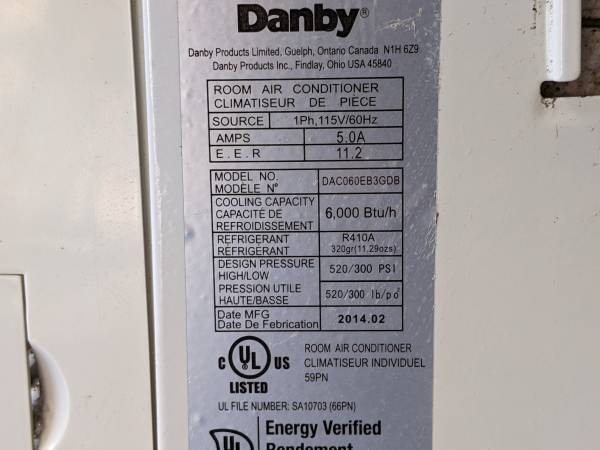 Danby®
Danby Products Limited, Guelph, Ontario Canada N1H 6Z9
Danby Products Inc., Findlay, Ohio USA 45840
ROOM AIR CONDITIONER
CLIMATISEUR DE PIÈCE
SOURCE 1Ph,115V/60Hz
AMPS 5.0A
E.E.R 11.2
MODEL NO. DAC060EB3GDB
MODÈLE Nº
COOLING CAPACITY
CAPACITÉ DE 6,000 Btu/h
REFROIDISSEMENT
REFRIGERANT R410A
RÉFRIGÉRANT 320gr(11.29ozs)
DESIGN PRESSURE 520/300 PSI
HIGH/LOW
PRESSION UTILE 520/300 lb/po²
HAUTE/BASSE
Date MFG 2014.02
Date De Febrication
C UL US
LISTED
ROOM AIR CONDITIONER
CLIMATISEUR INDIVIDUEL
59PN
UL FILE NUMBER: SA10703 (66PN)
UL Energy Verified
Rendement